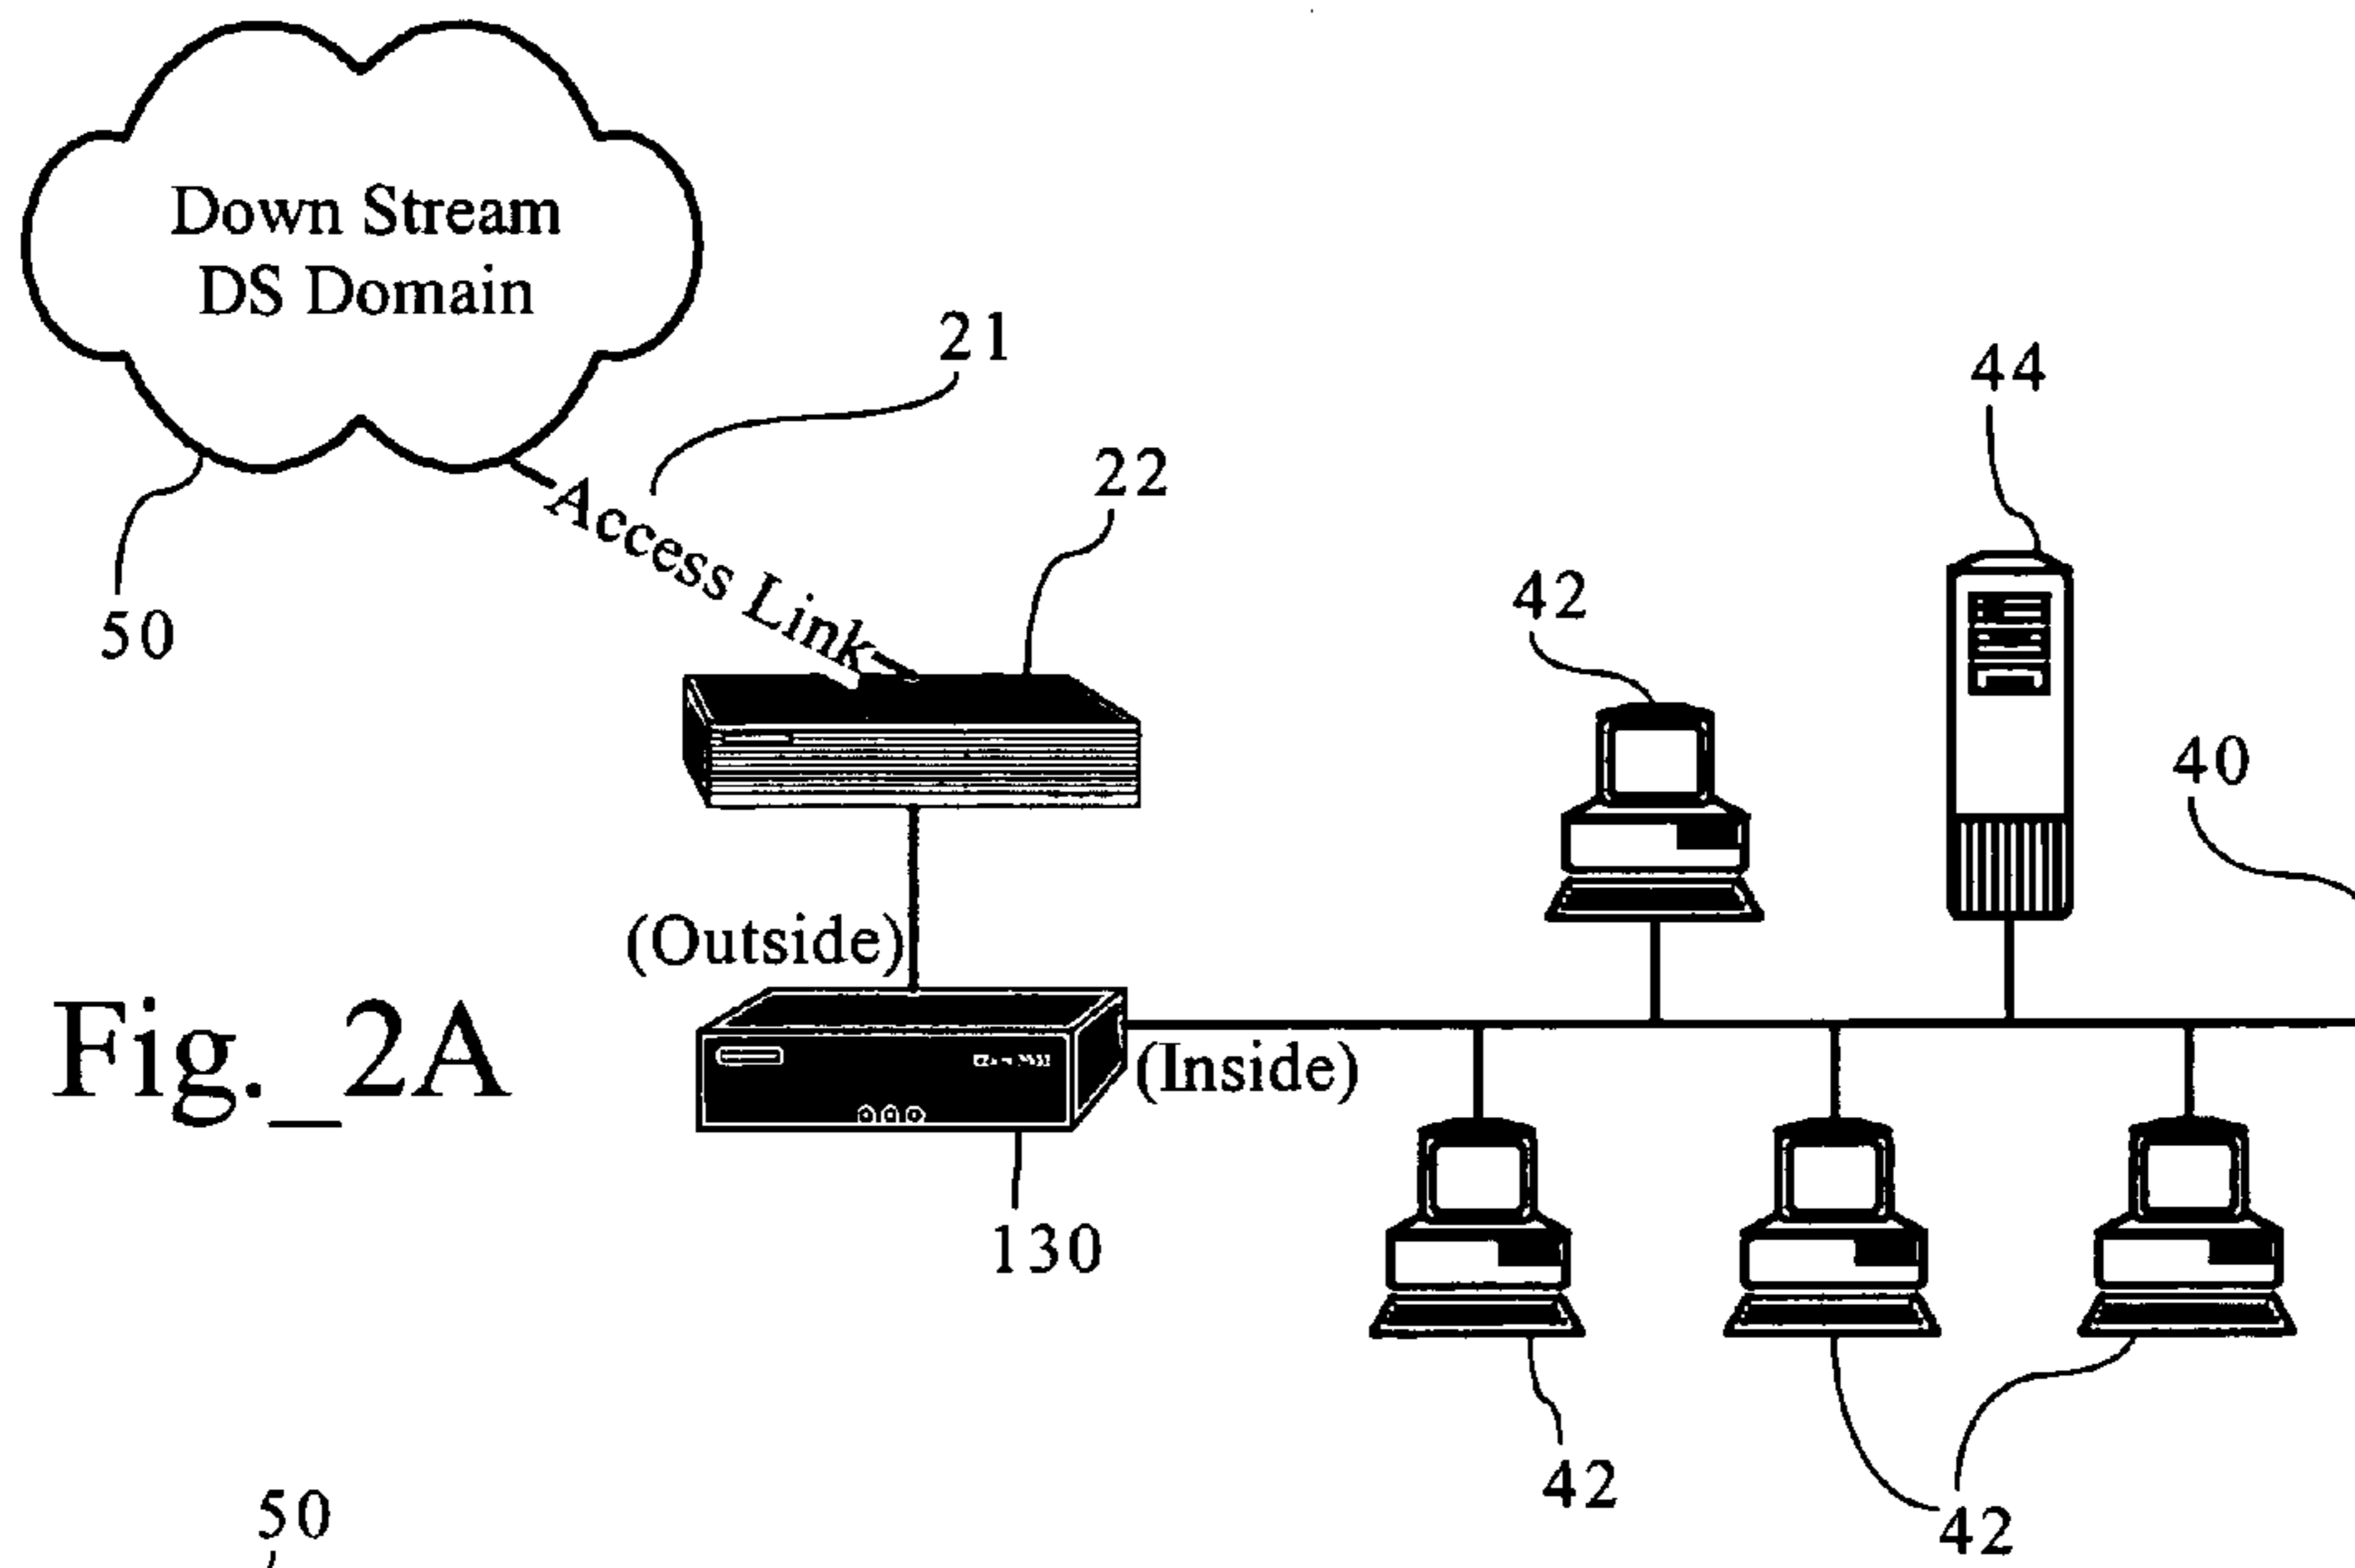 Down Stream
DS Domain
21
44
22
Access Link
42
50
40
(Outside)
Fig._2A
(Inside)
130
42
42
50